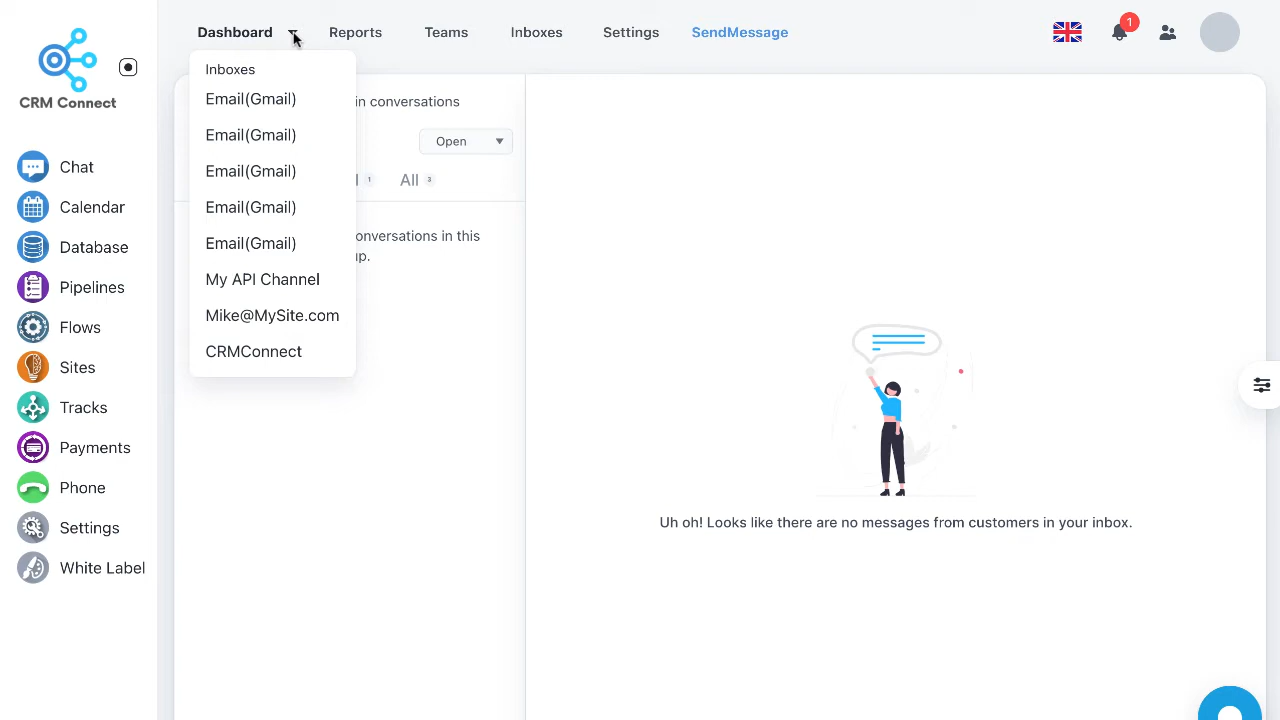 CRM Connect
Chat
Calendar
Database
Pipelines
Flows
Sites
Tracks
Payments
Phone
Settings
White Label
Dashboard
Reports
Teams
Inboxes
Settings
SendMessage
1
Inboxes
Email(Gmail)
Email(Gmail)
Email(Gmail)
Email(Gmail)
Email(Gmail)
My API Channel
Mike@MySite.com
CRMConnect
in conversations
Open
1
All 3
conversations in this
Uh oh! Looks like there are no messages from customers in your inbox.